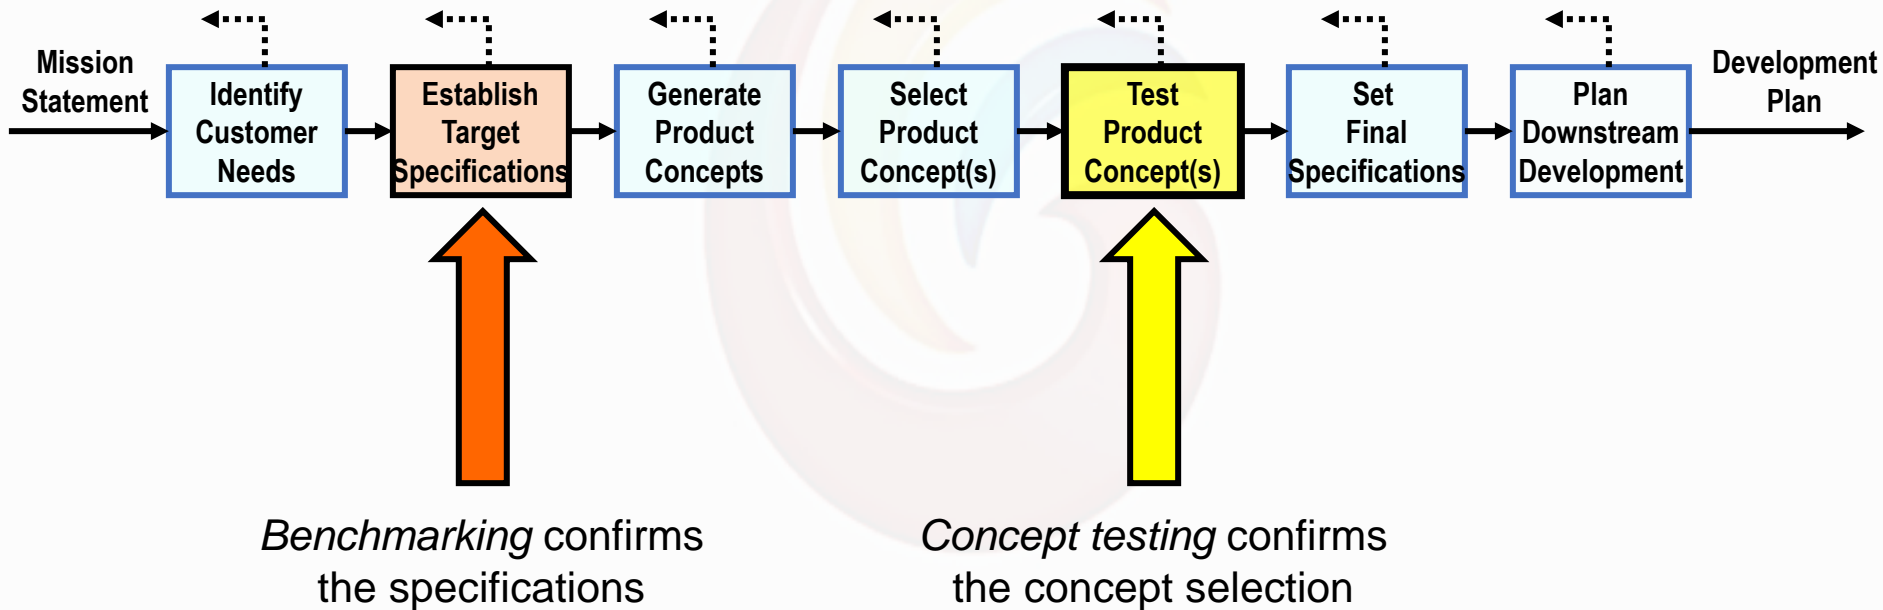 Mission
Statement
Identify
Customer
Needs
Establish
Target
Specifications
Generate
Product
Concepts
Select
Product
Concept(s)
Test
Product
Concept(s)
Set
Final
Specifications
Plan
Downstream
Development
Development
Plan
Benchmarking confirms
the specifications
Concept testing confirms
the concept selection